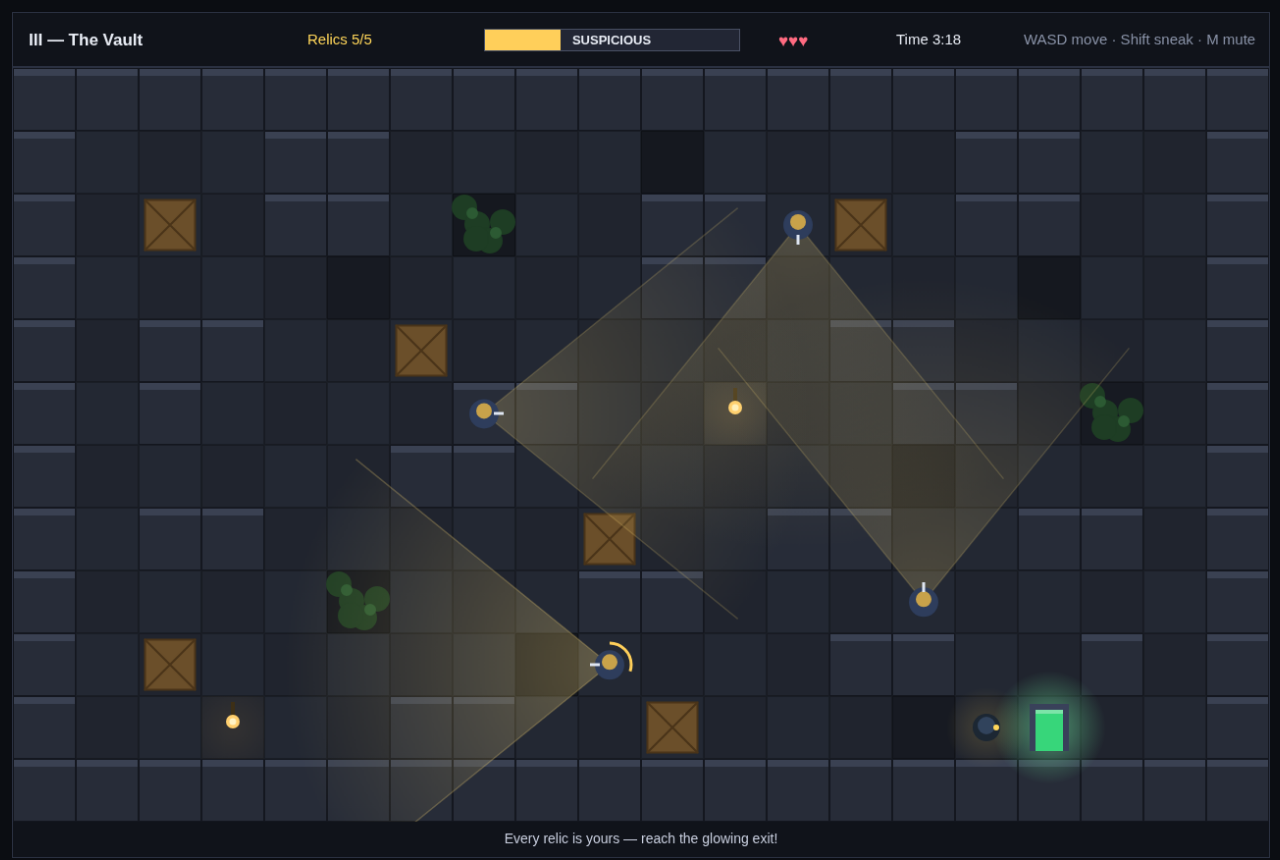 III — The Vault
Relics 5/5
SUSPICIOUS
♥♥♥
Time 3:18
WASD move · Shift sneak · M mute
Every relic is yours — reach the glowing exit!